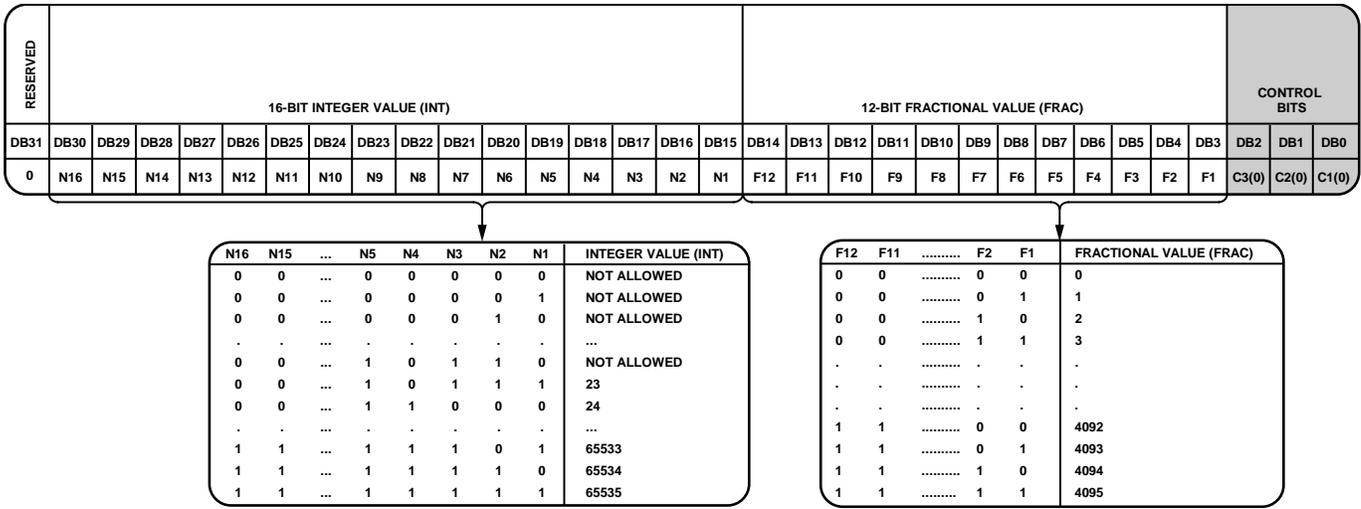 RESERVED
16-BIT INTEGER VALUE (INT) 12-BIT FRACTIONAL VALUE (FRAC) CONTROL BITS
DB31 DB30 DB29 DB28 DB27 DB26 DB25 DB24 DB23 DB22 DB21 DB20 DB19 DB18 DB17 DB16 DB15 DB14 DB13 DB12 DB11 DB10 DB9 DB8 DB7 DB6 DB5 DB4 DB3 DB2 DB1 DB0
0 N16 N15 N14 N13 N12 N11 N10 N9 N8 N7 N6 N5 N4 N3 N2 N1 F12 F11 F10 F9 F8 F7 F6 F5 F4 F3 F2 F1 C3(0) C2(0) C1(0)
N16 N15 ... N5 N4 N3 N2 N1 INTEGER VALUE (INT)
0 0 ... 0 0 0 0 0 NOT ALLOWED
0 0 ... 0 0 0 0 1 NOT ALLOWED
0 0 ... 0 0 0 1 0 NOT ALLOWED
. . ... . . . . . ...
0 0 ... 1 0 1 1 0 NOT ALLOWED
0 0 ... 1 0 1 1 1 23
0 0 ... 1 1 0 0 0 24
. . ... . . . . . ...
1 1 ... 1 1 1 0 1 65533
1 1 ... 1 1 1 1 0 65534
1 1 ... 1 1 1 1 1 65535
F12 F11 .......... F2 F1 FRACTIONAL VALUE (FRAC)
0 0 .......... 0 0 0
0 0 .......... 0 1 1
0 0 .......... 1 0 2
0 0 .......... 1 1 3
. . .......... . . .
. . .......... . . .
. . .......... . . .
1 1 .......... 0 0 4092
1 1 .......... 0 1 4093
1 1 .......... 1 0 4094
1 1 ......... 1 1 4095